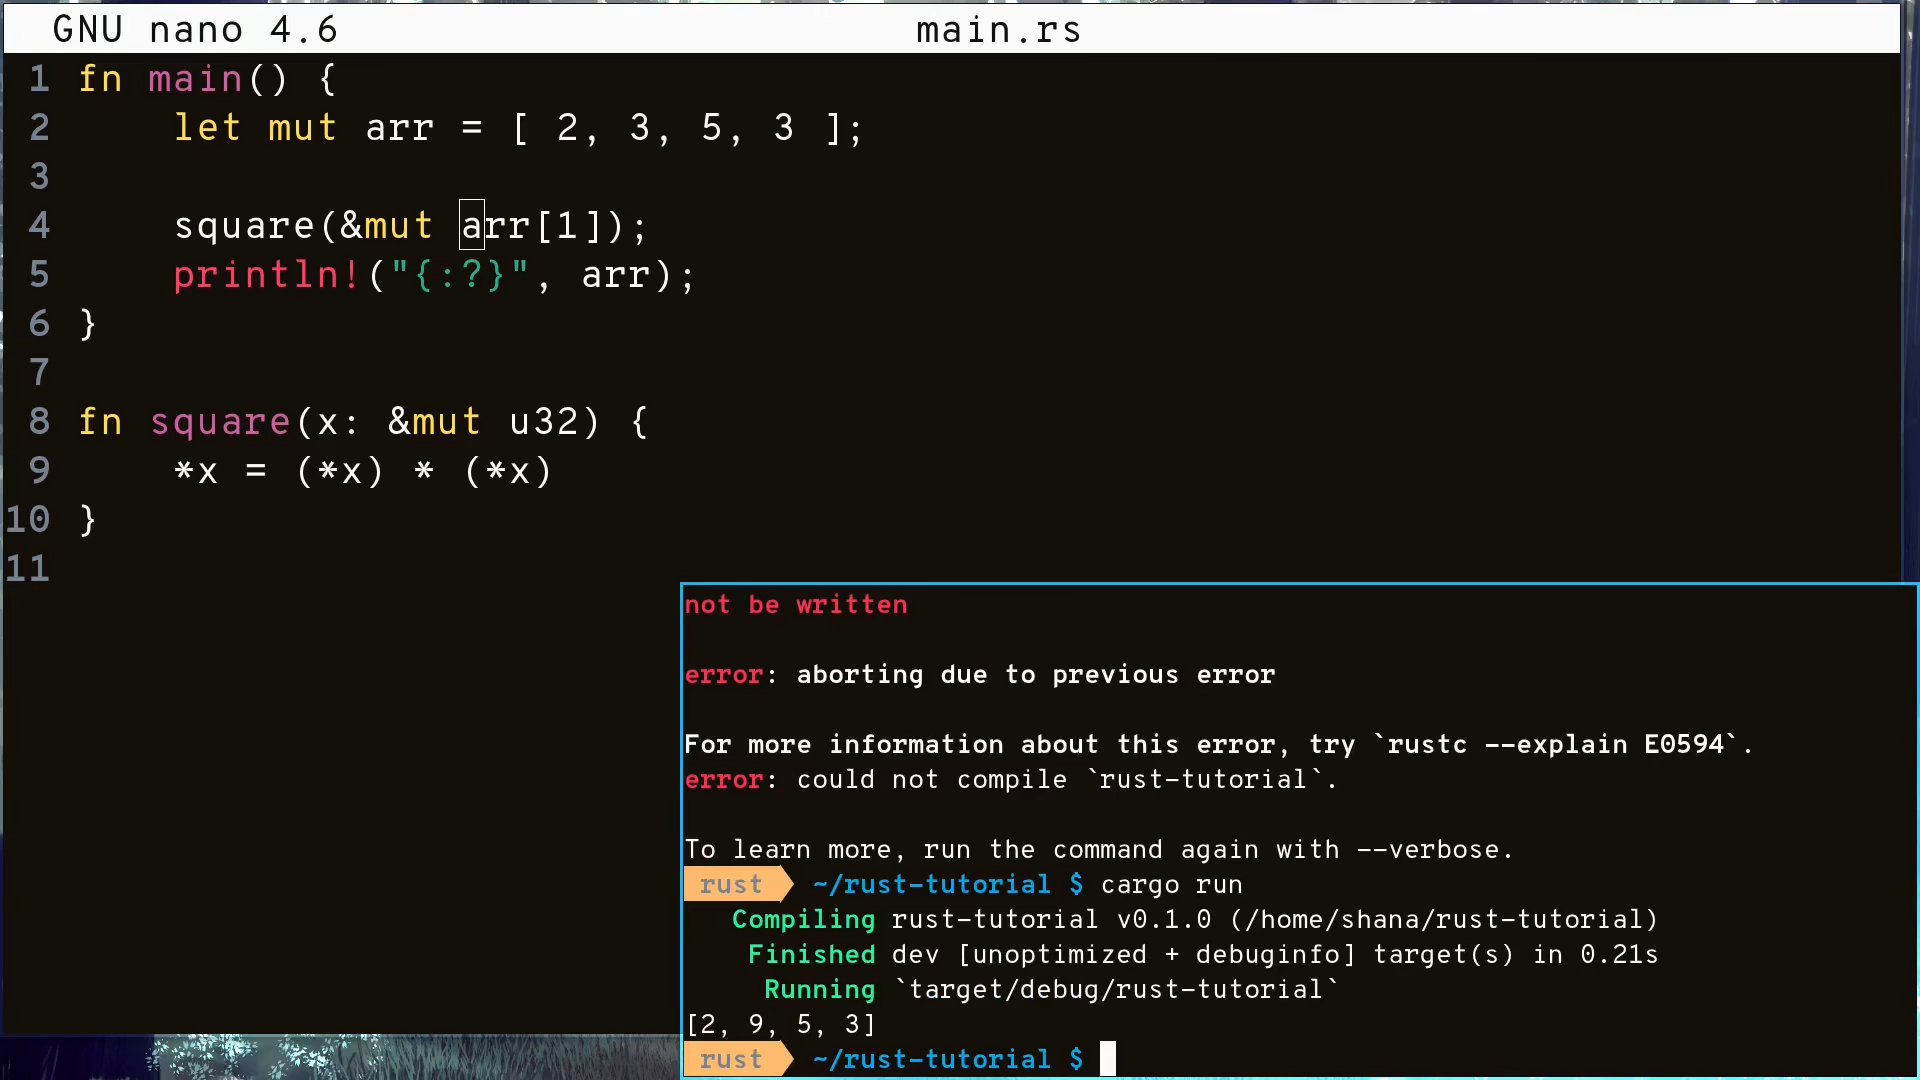 GNU nano 4.6 main.rs
1 fn main() {
2     let mut arr = [ 2, 3, 5, 3 ];
3
4     square(&mut arr[1]);
5     println!("{:?}", arr);
6 }
7
8 fn square(x: &mut u32) {
9     *x = (*x) * (*x)
10 }
11
not be written
error: aborting due to previous error
For more information about this error, try `rustc --explain E0594`.
error: could not compile `rust-tutorial`.
To learn more, run the command again with --verbose.
rust ~/rust-tutorial $ cargo run
Compiling rust-tutorial v0.1.0 (/home/shana/rust-tutorial)
Finished dev [unoptimized + debuginfo] target(s) in 0.21s
Running `target/debug/rust-tutorial`
[2, 9, 5, 3]
rust ~/rust-tutorial $